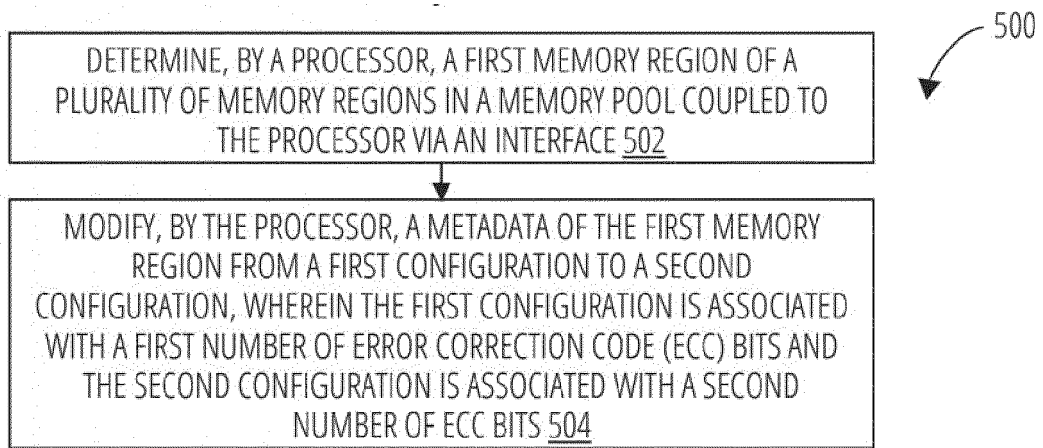 500
DETERMINE, BY A PROCESSOR, A FIRST MEMORY REGION OF A
PLURALITY OF MEMORY REGIONS IN A MEMORY POOL COUPLED TO
THE PROCESSOR VIA AN INTERFACE 502
MODIFY, BY THE PROCESSOR, A METADATA OF THE FIRST MEMORY
REGION FROM A FIRST CONFIGURATION TO A SECOND
CONFIGURATION, WHEREIN THE FIRST CONFIGURATION IS ASSOCIATED
WITH A FIRST NUMBER OF ERROR CORRECTION CODE (ECC) BITS AND
THE SECOND CONFIGURATION IS ASSOCIATED WITH A SECOND
NUMBER OF ECC BITS 504